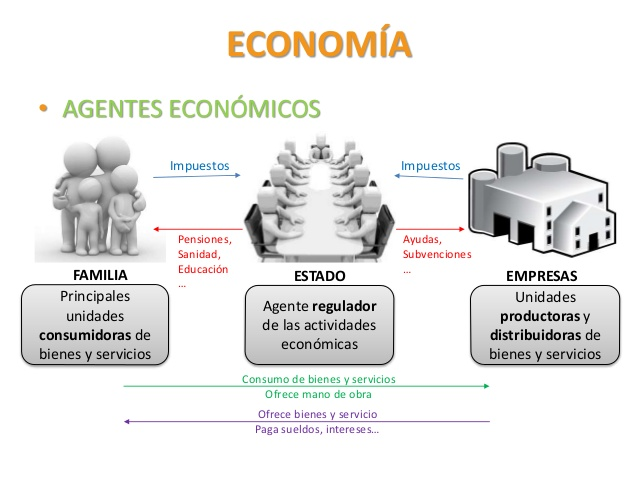 ECONOMÍA
• AGENTES ECONÓMICOS
Impuestos
Impuestos
Pensiones,
Sanidad,
Educación
…
Ayudas,
Subvenciones
…
FAMILIA
ESTADO
EMPRESAS
Principales
unidades
consumidoras de
bienes y servicios
Agente regulador
de las actividades
económicas
Unidades
productoras y
distribuidoras de
bienes y servicios
Consumo de bienes y servicios
Ofrece mano de obra
Ofrece bienes y servicio
Paga sueldos, intereses…